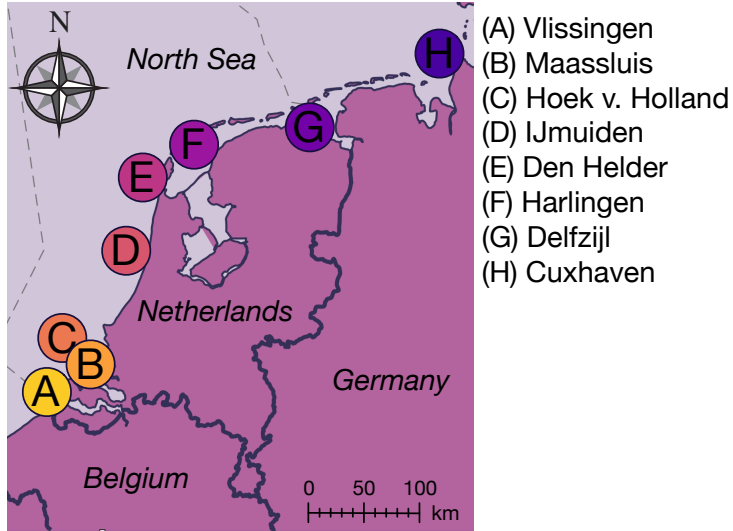 N
North Sea
H
G
F
E
D
Netherlands
C
B
A
Germany
Belgium
0 50 100
km
(A) Vlissingen
(B) Maassluis
(C) Hoek v. Holland
(D) IJmuiden
(E) Den Helder
(F) Harlingen
(G) Delfzijl
(H) Cuxhaven